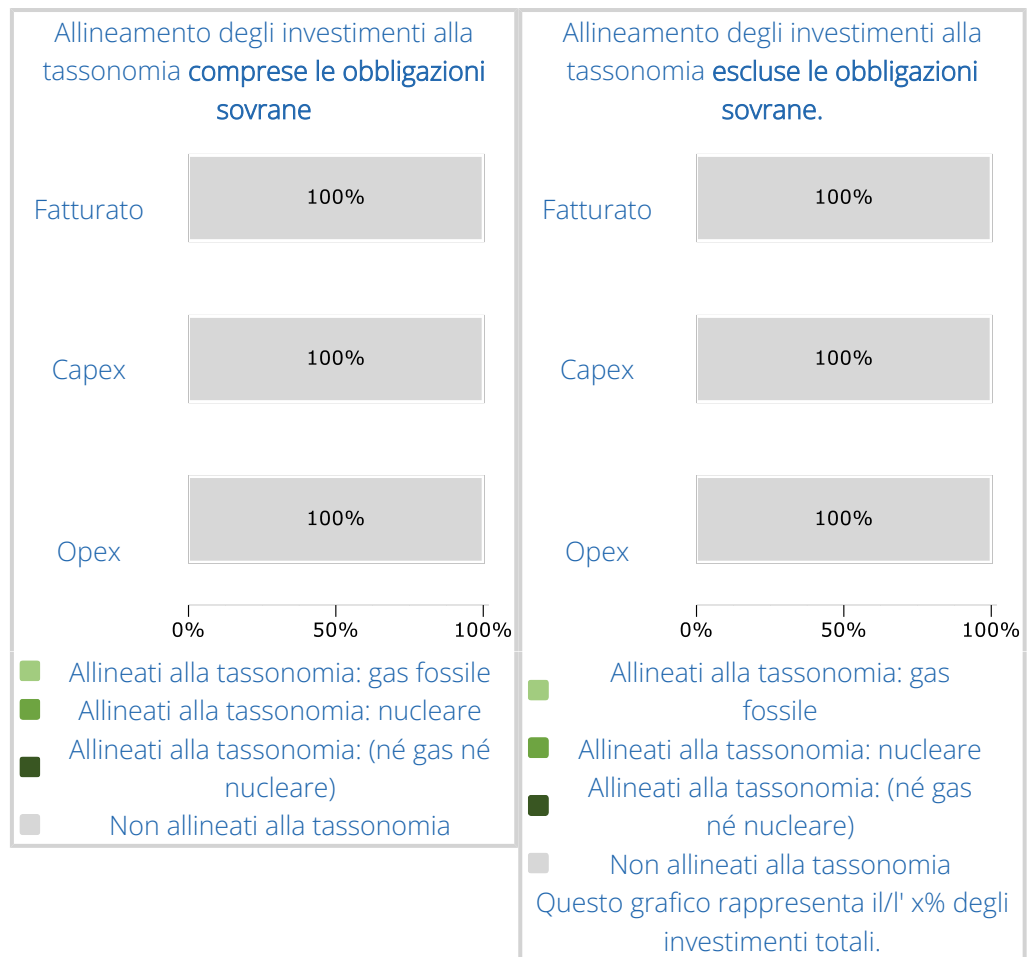 Allineamento degli investimenti alla
tassonomia comprese le obbligazioni
sovrane
Fatturato
100%
Capex
100%
Opex
100%
0% 50% 100%
Allineati alla tassonomia: gas fossile
Allineati alla tassonomia: nucleare
Allineati alla tassonomia: (né gas né
nucleare)
Non allineati alla tassonomia
Allineamento degli investimenti alla
tassonomia escluse le obbligazioni
sovrane.
Fatturato
100%
Capex
100%
Opex
100%
0% 50% 100%
Allineati alla tassonomia: gas
fossile
Allineati alla tassonomia: nucleare
Allineati alla tassonomia: (né gas
né nucleare)
Non allineati alla tassonomia
Questo grafico rappresenta il/l' x% degli
investimenti totali.